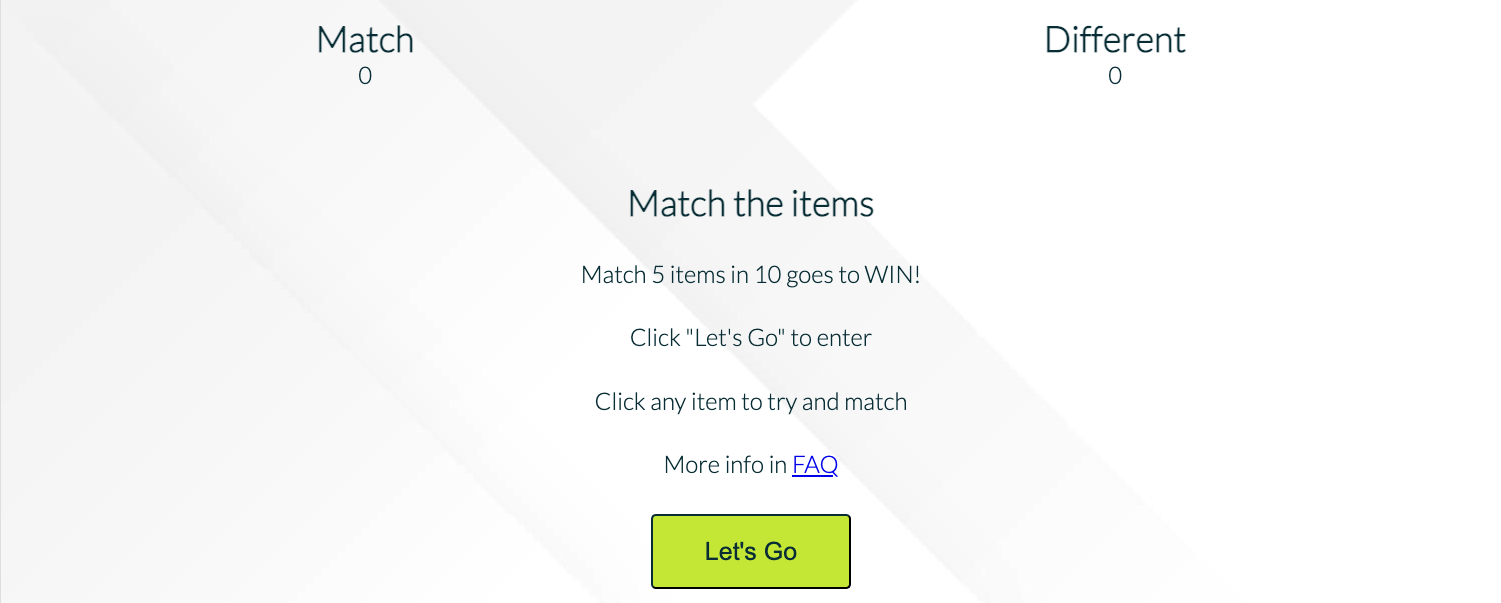 Match
0
Different
0
Match the items
Match 5 items in 10 goes to WIN!
Click "Let's Go" to enter
Click any item to try and match
More info in FAQ
Let's Go